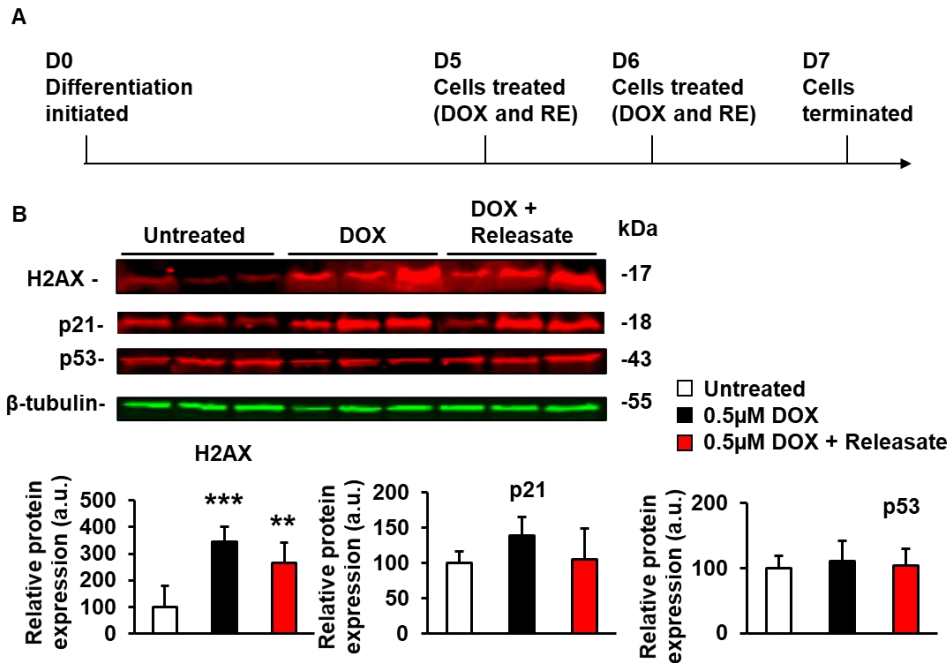 A
D0
Differentiation
initiated
D5
Cells treated
(DOX and RE)
D6
Cells treated
(DOX and RE)
D7
Cells
terminated
B
Untreated
DOX
DOX +
Releasate
kDa
H2AX -
-17
p21-
-18
p53-
-43
β-tubulin-
-55
Untreated
0.5µM DOX
0.5µM DOX + Releasate
H2AX
Relative protein
expression (a.u.)
500
400
300
200
100
0
***
**
p21
Relative protein
expression (a.u.)
200
150
100
50
0
p53
Relative protein
expression (a.u.)
200
100
0